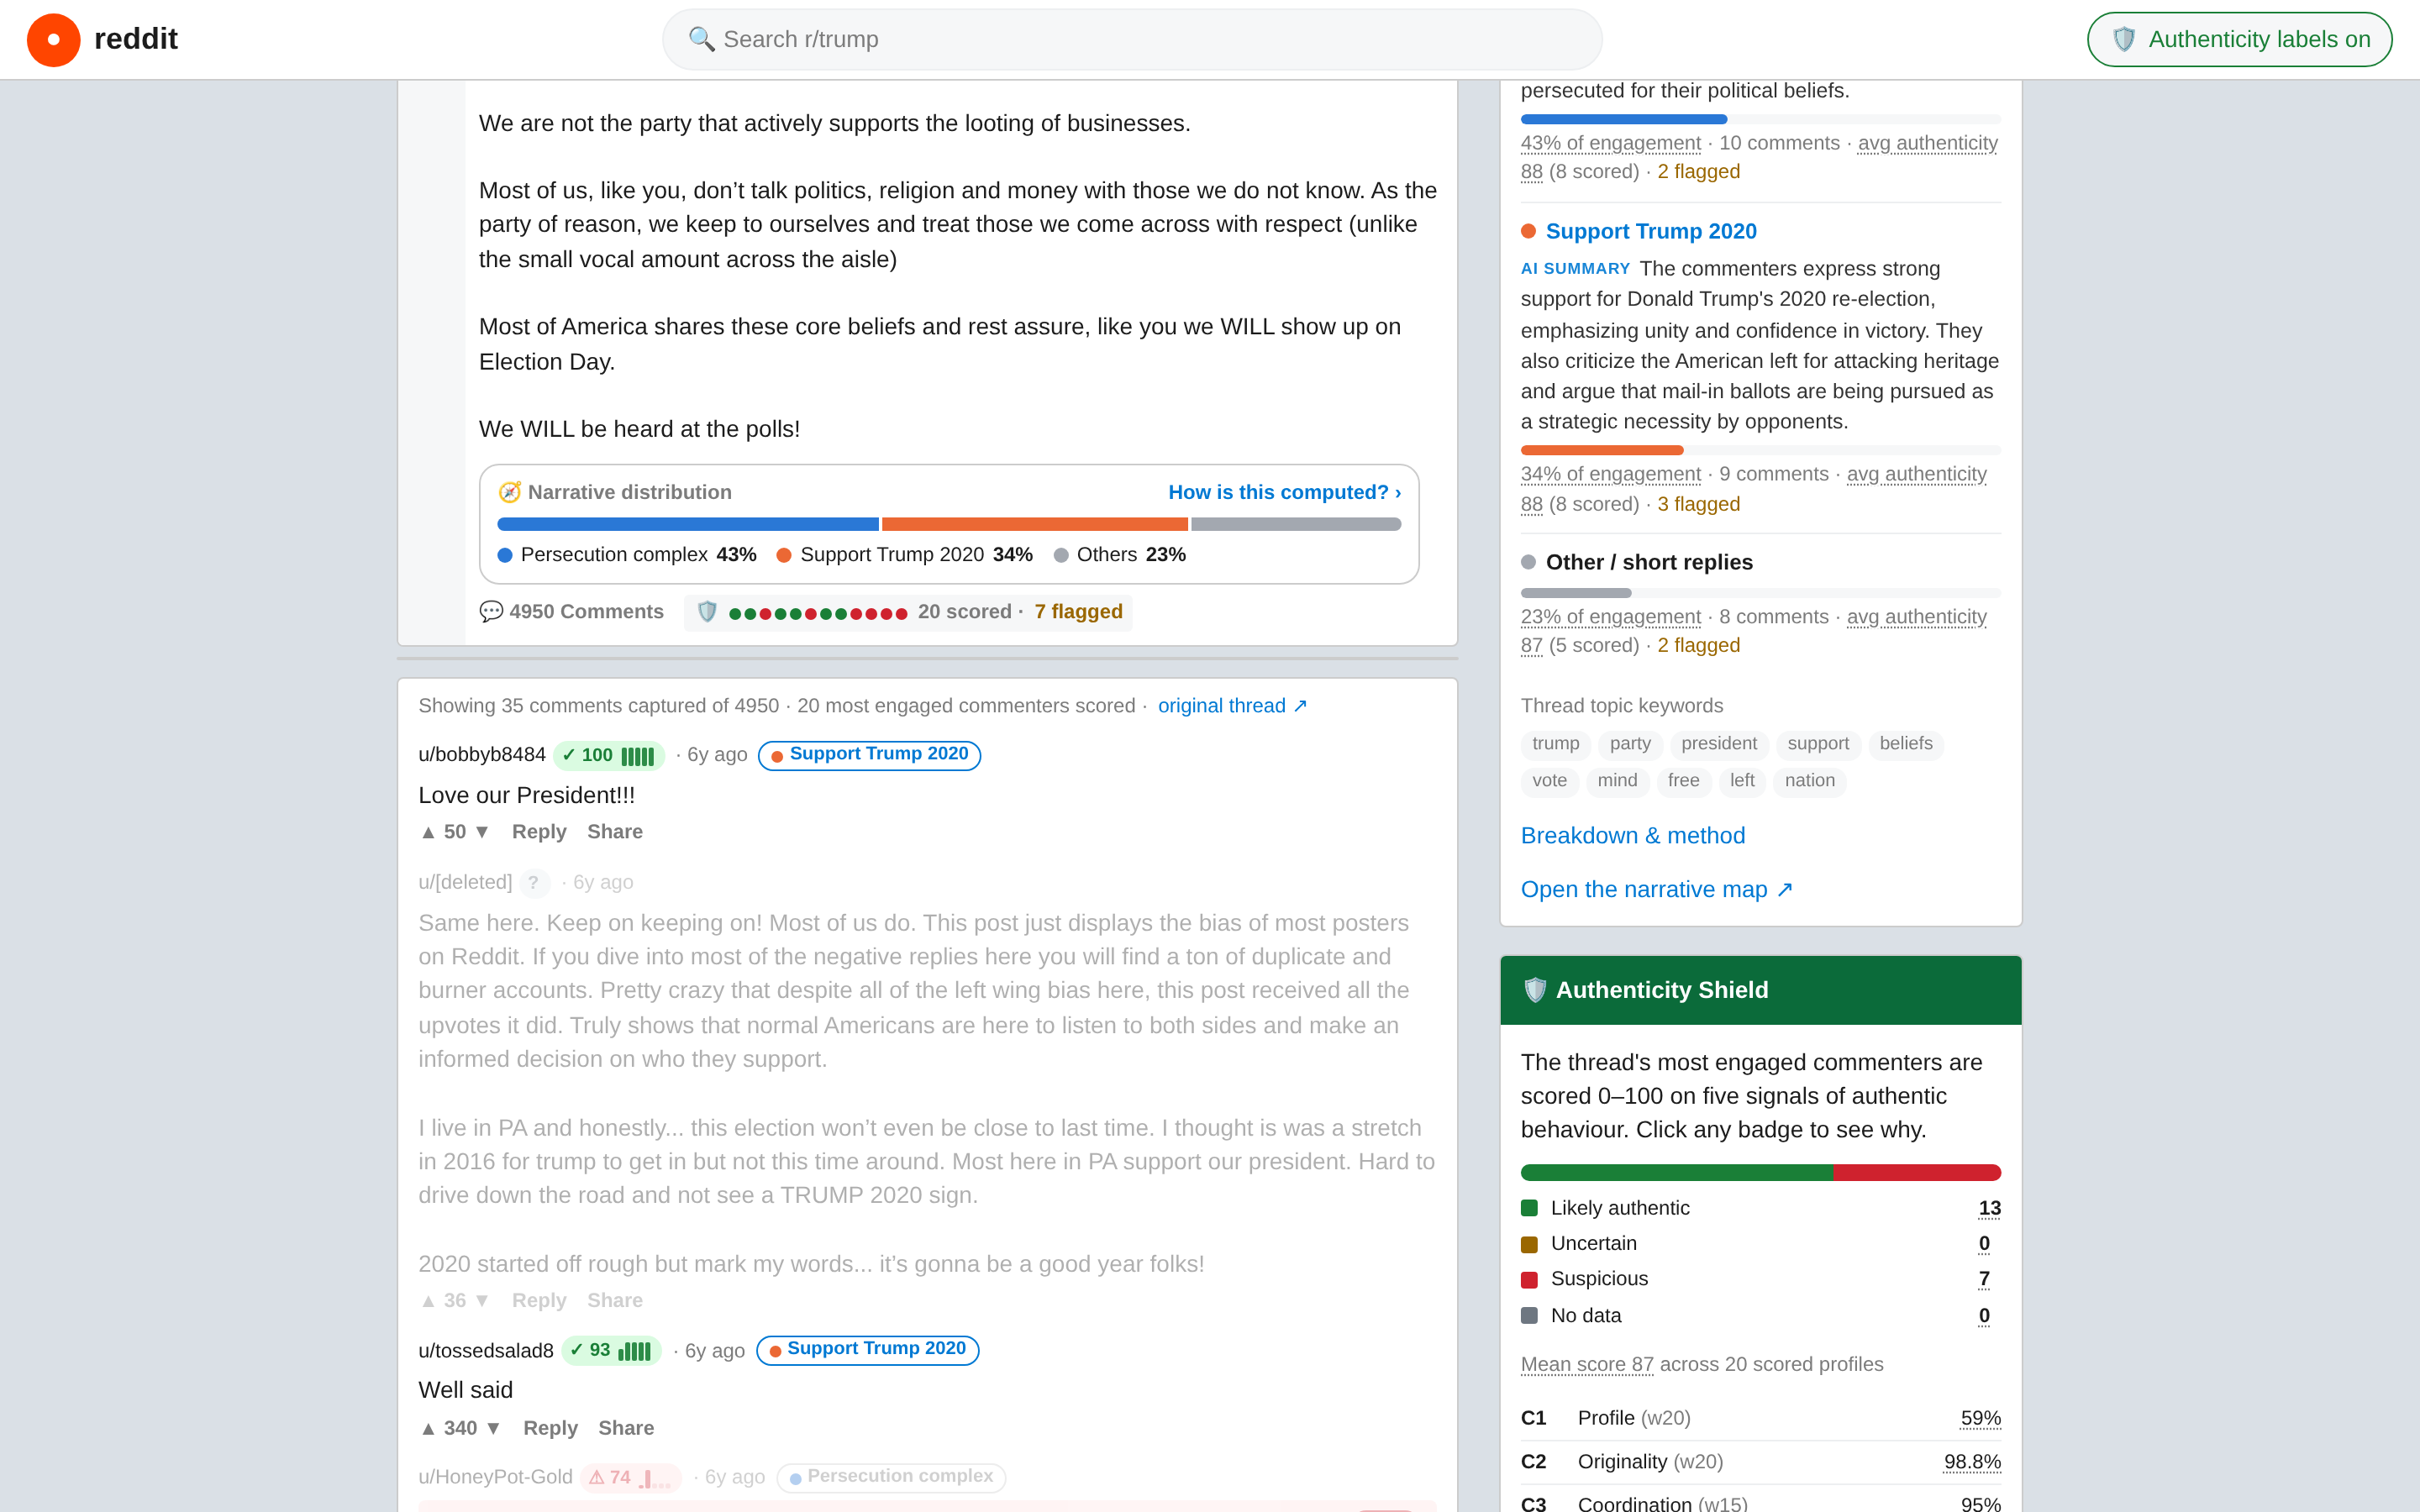 reddit
🔍 Search r/trump
🛡️ Authenticity labels on
We are not the party that actively supports the looting of businesses.
Most of us, like you, don’t talk politics, religion and money with those we do not know. As the
party of reason, we keep to ourselves and treat those we come across with respect (unlike
the small vocal amount across the aisle)
Most of America shares these core beliefs and rest assure, like you we WILL show up on
Election Day.
We WILL be heard at the polls!
🧭 Narrative distribution
How is this computed? ›
Persecution complex 43% Support Trump 2020 34% Others 23%
💬 4950 Comments 🛡️ 20 scored · 7 flagged
Showing 35 comments captured of 4950 · 20 most engaged commenters scored · original thread ↗
u/bobbyb8484 ✓ 100 · 6y ago Support Trump 2020
Love our President!!!
▲ 50 ▼ Reply Share
u/[deleted] ? · 6y ago
Same here. Keep on keeping on! Most of us do. This post just displays the bias of most posters
on Reddit. If you dive into most of the negative replies here you will find a ton of duplicate and
burner accounts. Pretty crazy that despite all of the left wing bias here, this post received all the
upvotes it did. Truly shows that normal Americans are here to listen to both sides and make an
informed decision on who they support.
I live in PA and honestly... this election won’t even be close to last time. I thought is was a stretch
in 2016 for trump to get in but not this time around. Most here in PA support our president. Hard to
drive down the road and not see a TRUMP 2020 sign.
2020 started off rough but mark my words... it’s gonna be a good year folks!
▲ 36 ▼ Reply Share
u/tossedsalad8 ✓ 93 · 6y ago Support Trump 2020
Well said
▲ 340 ▼ Reply Share
u/HoneyPot-Gold ⚠ 74 · 6y ago Persecution complex
persecuted for their political beliefs.
43% of engagement · 10 comments · avg authenticity
88 (8 scored) · 2 flagged
Support Trump 2020
AI SUMMARY The commenters express strong
support for Donald Trump's 2020 re-election,
emphasizing unity and confidence in victory. They
also criticize the American left for attacking heritage
and argue that mail-in ballots are being pursued as
a strategic necessity by opponents.
34% of engagement · 9 comments · avg authenticity
88 (8 scored) · 3 flagged
Other / short replies
23% of engagement · 8 comments · avg authenticity
87 (5 scored) · 2 flagged
Thread topic keywords
trump party president support beliefs
vote mind free left nation
Breakdown & method
Open the narrative map ↗
🛡️ Authenticity Shield
The thread's most engaged commenters are
scored 0–100 on five signals of authentic
behaviour. Click any badge to see why.
Likely authentic 13
Uncertain 0
Suspicious 7
No data 0
Mean score 87 across 20 scored profiles
C1 Profile (w20) 59%
C2 Originality (w20) 98.8%
C3 Coordination (w15) 95%